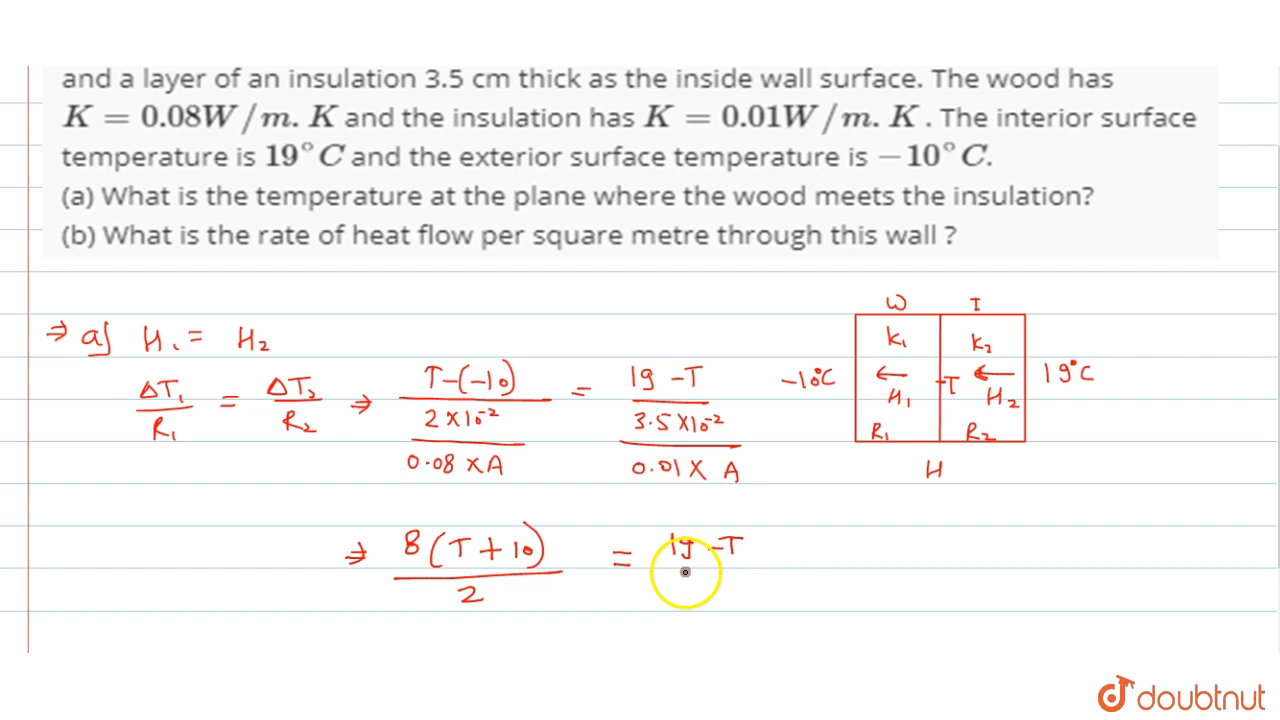 and a layer of an insulation 3.5 cm thick as the inside wall surface. The wood has
K = 0.08W/m. K and the insulation has K = 0.01W/m. K . The interior surface
temperature is 19°C and the exterior surface temperature is −10°C.
(a) What is the temperature at the plane where the wood meets the insulation?
(b) What is the rate of heat flow per square metre through this wall ?
⇒ a) H₁ = H₂
ΔT₁/R₁ = ΔT₂/R₂ ⇒ (T-(-10))/(2×10⁻²/0.08×A) = (19-T)/(3.5×10⁻²/0.01×A)
W I
K₁ K₂
-10°C ← -T ← 19°C
H₁ H₂
R₁ R₂
H
⇒ 8(T+10)/2 = 19-T
doubtnut